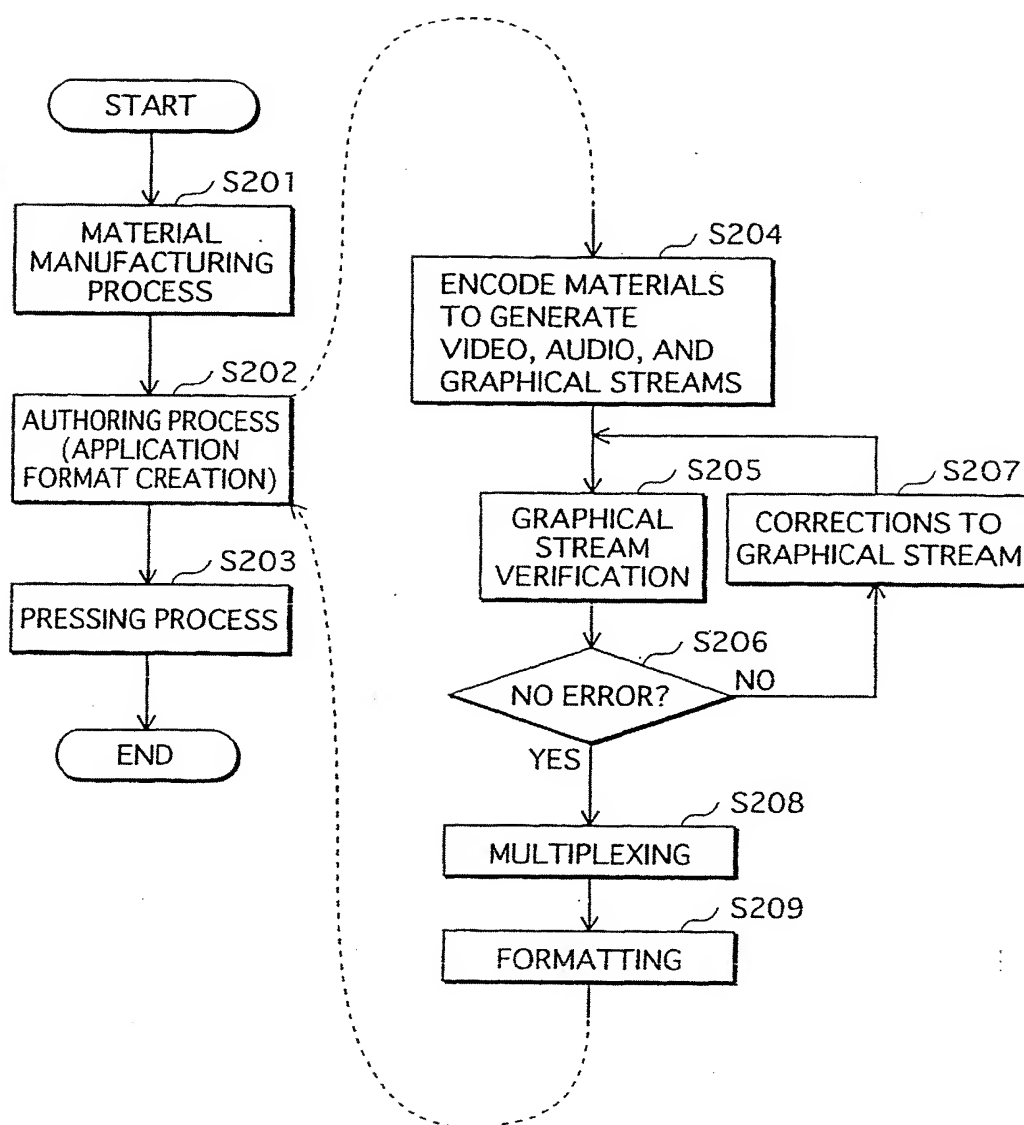 START
S201
MATERIAL
MANUFACTURING
PROCESS
S202
AUTHORING PROCESS
(APPLICATION
FORMAT CREATION)
S203
PRESSING PROCESS
END
S204
ENCODE MATERIALS
TO GENERATE
VIDEO, AUDIO, AND
GRAPHICAL STREAMS
S205
GRAPHICAL
STREAM
VERIFICATION
S207
CORRECTIONS TO
GRAPHICAL STREAM
S206
NO ERROR?
NO
YES
S208
MULTIPLEXING
S209
FORMATTING